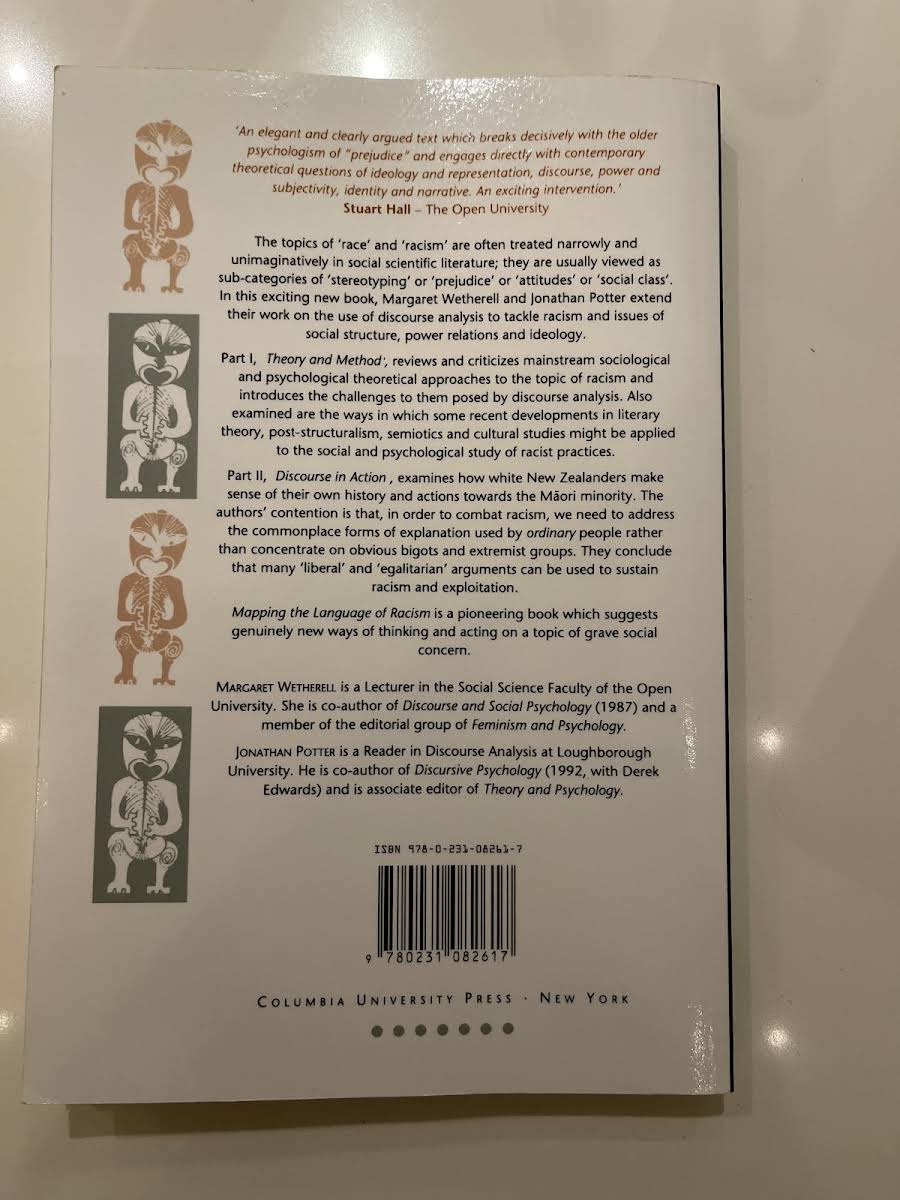 'An elegant and clearly argued text which breaks decisively with the older
psychologism of "prejudice" and engages directly with contemporary
theoretical questions of ideology and representation, discourse, power and
subjectivity, identity and narrative. An exciting intervention.'
Stuart Hall – The Open University
The topics of 'race' and 'racism' are often treated narrowly and
unimaginatively in social scientific literature; they are usually viewed as
sub-categories of 'stereotyping' or 'prejudice' or 'attitudes' or 'social class'.
In this exciting new book, Margaret Wetherell and Jonathan Potter extend
their work on the use of discourse analysis to tackle racism and issues of
social structure, power relations and ideology.
Part I, Theory and Method, reviews and criticizes mainstream sociological
and psychological theoretical approaches to the topic of racism and
introduces the challenges to them posed by discourse analysis. Also
examined are the ways in which some recent developments in literary
theory, post-structuralism, semiotics and cultural studies might be applied
to the social and psychological study of racist practices.
Part II, Discourse in Action, examines how white New Zealanders make
sense of their own history and actions towards the Māori minority. The
authors' contention is that, in order to combat racism, we need to address
the commonplace forms of explanation used by ordinary people rather
than concentrate on obvious bigots and extremist groups. They conclude
that many 'liberal' and 'egalitarian' arguments can be used to sustain
racism and exploitation.
Mapping the Language of Racism is a pioneering book which suggests
genuinely new ways of thinking and acting on a topic of grave social
concern.
MARGARET WETHERELL is a Lecturer in the Social Science Faculty of the Open
University. She is co-author of Discourse and Social Psychology (1987) and a
member of the editorial group of Feminism and Psychology.
JONATHAN POTTER is a Reader in Discourse Analysis at Loughborough
University. He is co-author of Discursive Psychology (1992, with Derek
Edwards) and is associate editor of Theory and Psychology.
ISBN 978-0-231-08261-7
9 780231 082617
COLUMBIA UNIVERSITY PRESS · NEW YORK